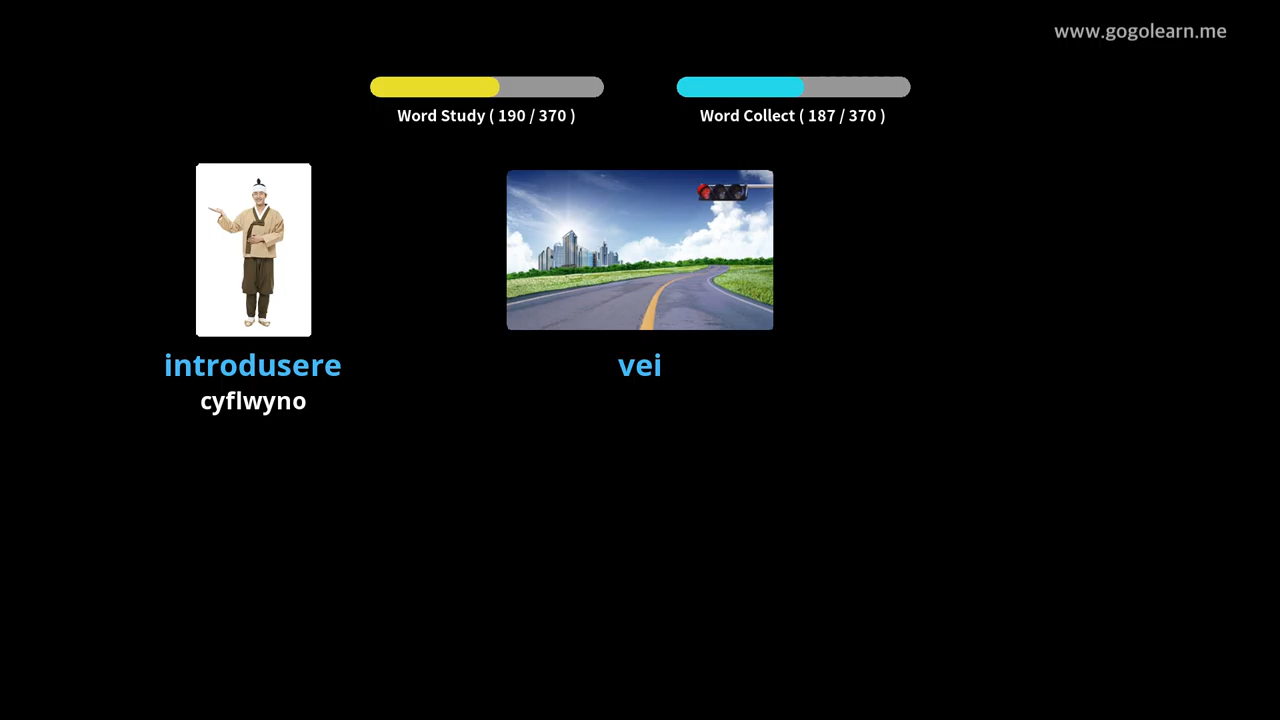 www.gogolearn.me
Word Study ( 190 / 370 )
Word Collect ( 187 / 370 )
introdusere
vei
cyflwyno